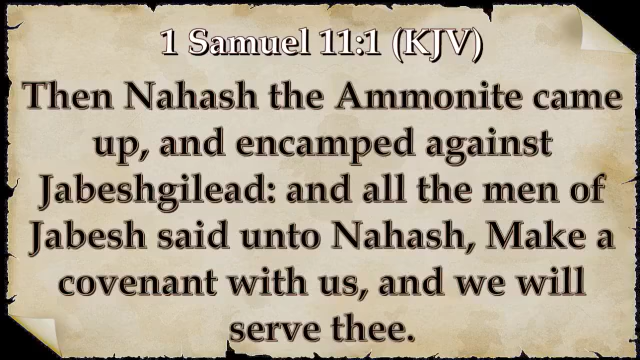 1 Samuel 11:1 (KJV)
Then Nahash the Ammonite came
up, and encamped against
Jabeshgilead: and all the men of
Jabesh said unto Nahash, Make a
covenant with us, and we will
serve thee.